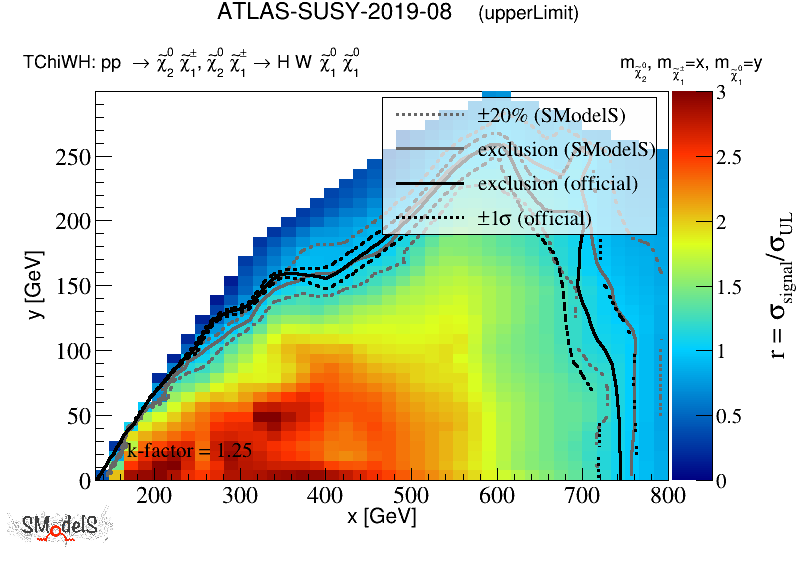 ATLAS-SUSY-2019-08 (upperLimit)
TChiWH: pp → χ̃⁰₂ χ̃±₁, χ̃⁰₂ χ̃±₁ → H W χ̃⁰₁ χ̃⁰₁
m_χ̃⁰₂, m_χ̃±₁=x, m_χ̃⁰₁=y
±20% (SModelS)
exclusion (SModelS)
exclusion (official)
±1σ (official)
3
2.5
2
1.5
1
0.5
0
r = σsignal/σUL
250
200
150
100
50
0
y [GeV]
k-factor = 1.25
200 300 400 500 600 700 800
x [GeV]
SModelS